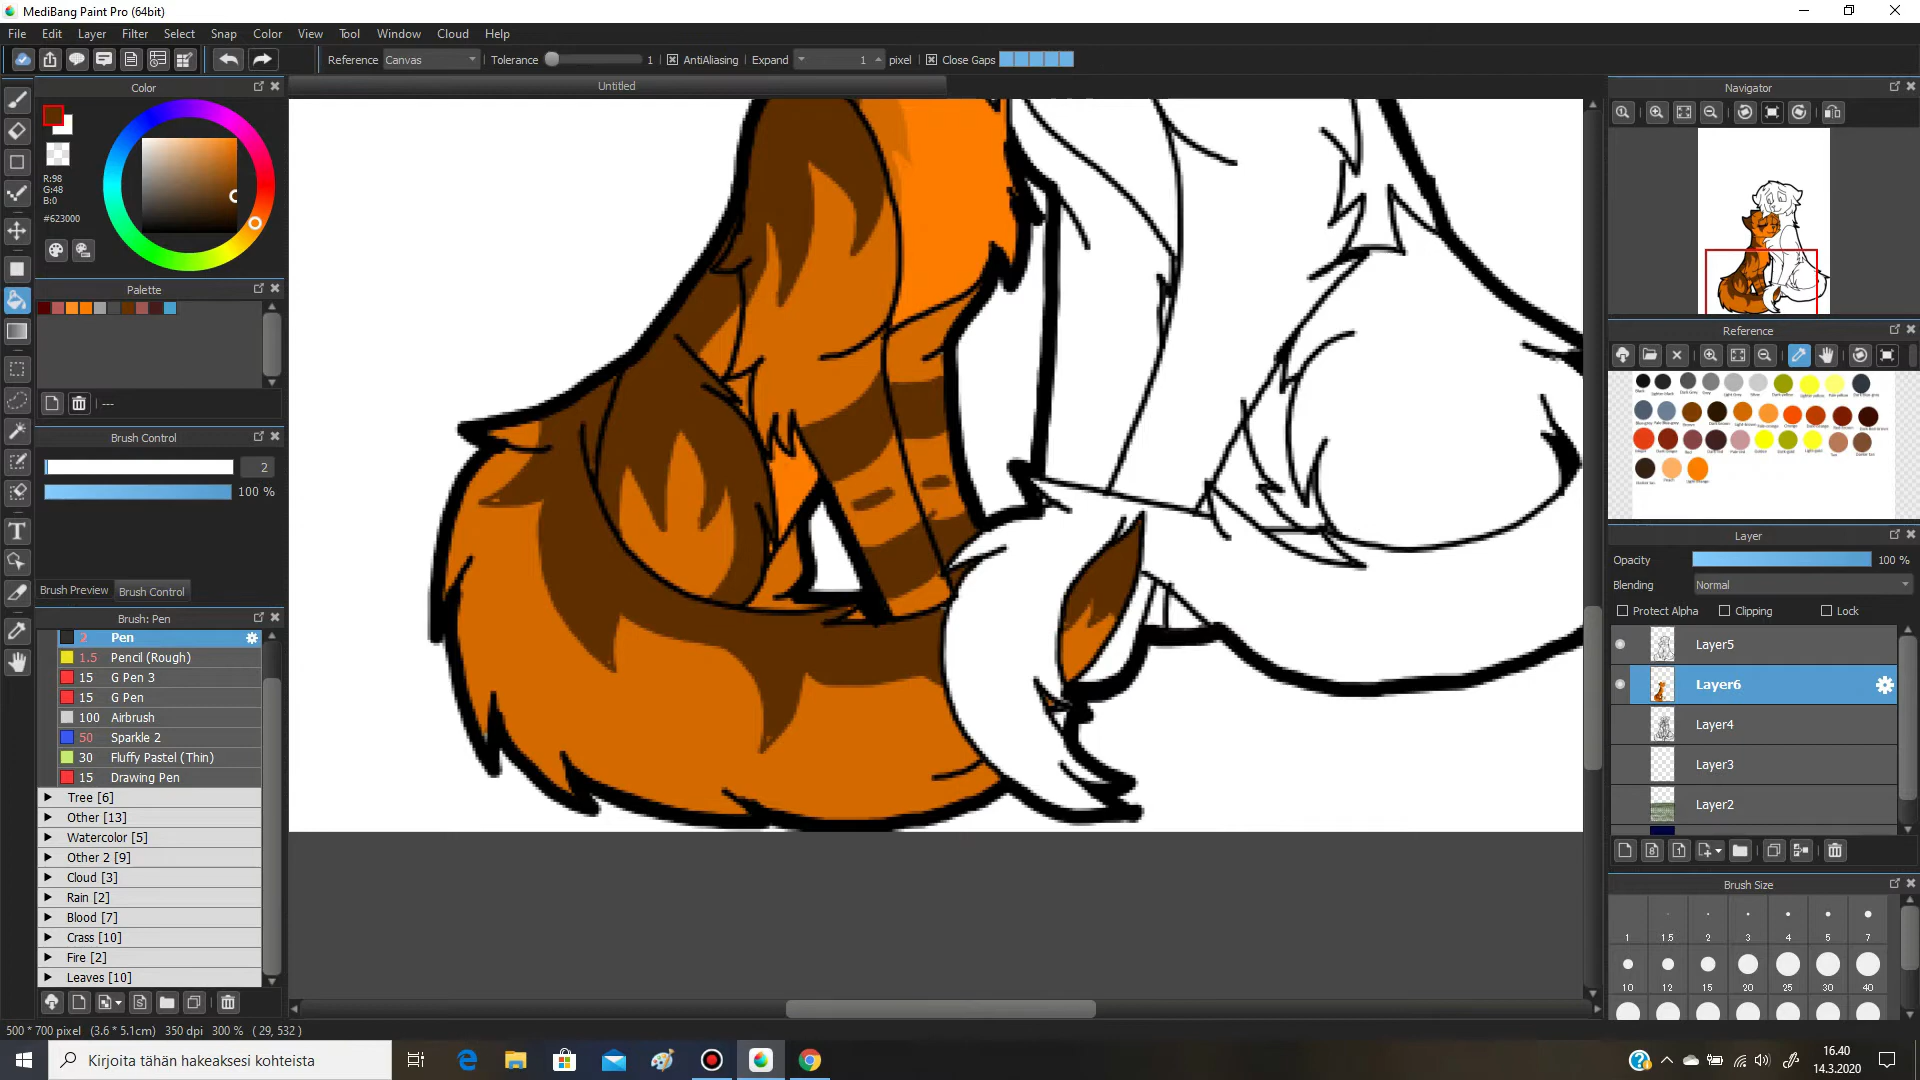 MediBang Paint Pro (64bit)
File Edit Layer Filter Select Snap Color View Tool Window Cloud Help
Reference Canvas Tolerance 1 AntiAliasing Expand 1 pixel Close Gaps
Color
Untitled
Navigator
R:98
G:48
B:0
#623000
Palette
---
Brush Control
2
100 %
Brush Preview Brush Control
Brush: Pen
2 Pen
1.5 Pencil (Rough)
15 G Pen 3
15 G Pen
100 Airbrush
50 Sparkle 2
30 Fluffy Pastel (Thin)
15 Drawing Pen
Tree [6]
Other [13]
Watercolor [5]
Other 2 [9]
Cloud [3]
Rain [2]
Blood [7]
Crass [10]
Fire [2]
Leaves [10]
Reference
Layer
Opacity 100 %
Blending Normal
Protect Alpha Clipping Lock
Layer5
Layer6
Layer4
Layer3
Layer2
Brush Size
1 1.5 2 3 4 5 7
10 12 15 20 25 30 40
500 * 700 pixel (3.6 * 5.1cm) 350 dpi 300 % ( 29, 532 )
Kirjoita tähän hakeaksesi kohteista
16.40
14.3.2020